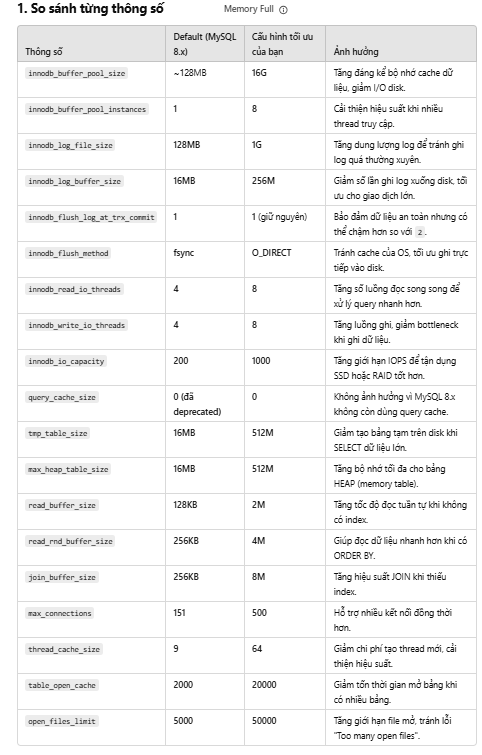 1. So sánh từng thông số
Memory Full
Thông số
Default (MySQL
8.x)
Cấu hình tối ưu
của bạn
Ảnh hưởng
innodb_buffer_pool_size
~128MB
16G
Tăng đáng kể bộ nhớ cache dữ
liệu, giảm I/O disk.
innodb_buffer_pool_instances
1
8
Cải thiện hiệu suất khi nhiều
thread truy cập.
innodb_log_file_size
128MB
1G
Tăng dung lượng log để tránh ghi
log quá thường xuyên.
innodb_log_buffer_size
16MB
256M
Giảm số lần ghi log xuống disk, tối
ưu cho giao dịch lớn.
innodb_flush_log_at_trx_commit
1
1 (giữ nguyên)
Bảo đảm dữ liệu an toàn nhưng có
thể chậm hơn so với 2.
innodb_flush_method
fsync
O_DIRECT
Tránh cache của OS, tối ưu ghi trực
tiếp vào disk.
innodb_read_io_threads
4
8
Tăng số luồng đọc song song để
xử lý query nhanh hơn.
innodb_write_io_threads
4
8
Tăng luồng ghi, giảm bottleneck
khi ghi dữ liệu.
innodb_io_capacity
200
1000
Tăng giới hạn IOPS để tận dụng
SSD hoặc RAID tốt hơn.
query_cache_size
0 (đã
deprecated)
0
Không ảnh hưởng vì MySQL 8.x
không còn dùng query cache.
tmp_table_size
16MB
512M
Giảm tạo bảng tạm trên disk khi
SELECT dữ liệu lớn.
max_heap_table_size
16MB
512M
Tăng bộ nhớ tối đa cho bảng
HEAP (memory table).
read_buffer_size
128KB
2M
Tăng tốc độ đọc tuần tự khi không
có index.
read_rnd_buffer_size
256KB
4M
Giúp đọc dữ liệu nhanh hơn khi có
ORDER BY.
join_buffer_size
256KB
8M
Tăng hiệu suất JOIN khi thiếu
index.
max_connections
151
500
Hỗ trợ nhiều kết nối đồng thời
hơn.
thread_cache_size
9
64
Giảm chi phí tạo thread mới, cải
thiện hiệu suất.
table_open_cache
2000
20000
Giảm tốn thời gian mở bảng khi
có nhiều bảng.
open_files_limit
5000
50000
Tăng giới hạn file mở, tránh lỗi
"Too many open files".